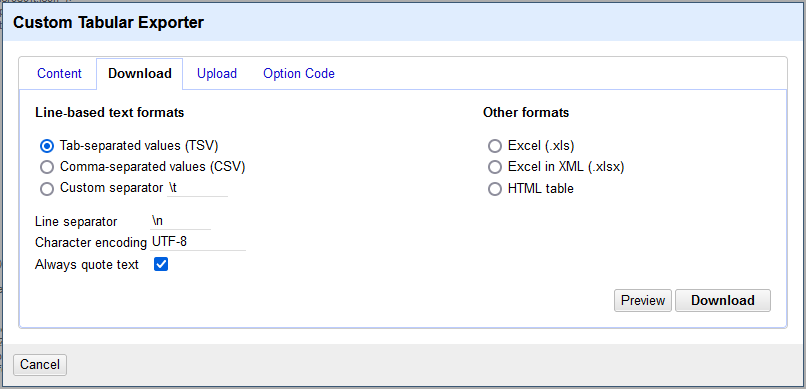 Custom Tabular Exporter
Content Download Upload Option Code
Line-based text formats
Tab-separated values (TSV)
Comma-separated values (CSV)
Custom separator \t
Line separator \n
Character encoding UTF-8
Always quote text
Other formats
Excel (.xls)
Excel in XML (.xlsx)
HTML table
Preview Download
Cancel